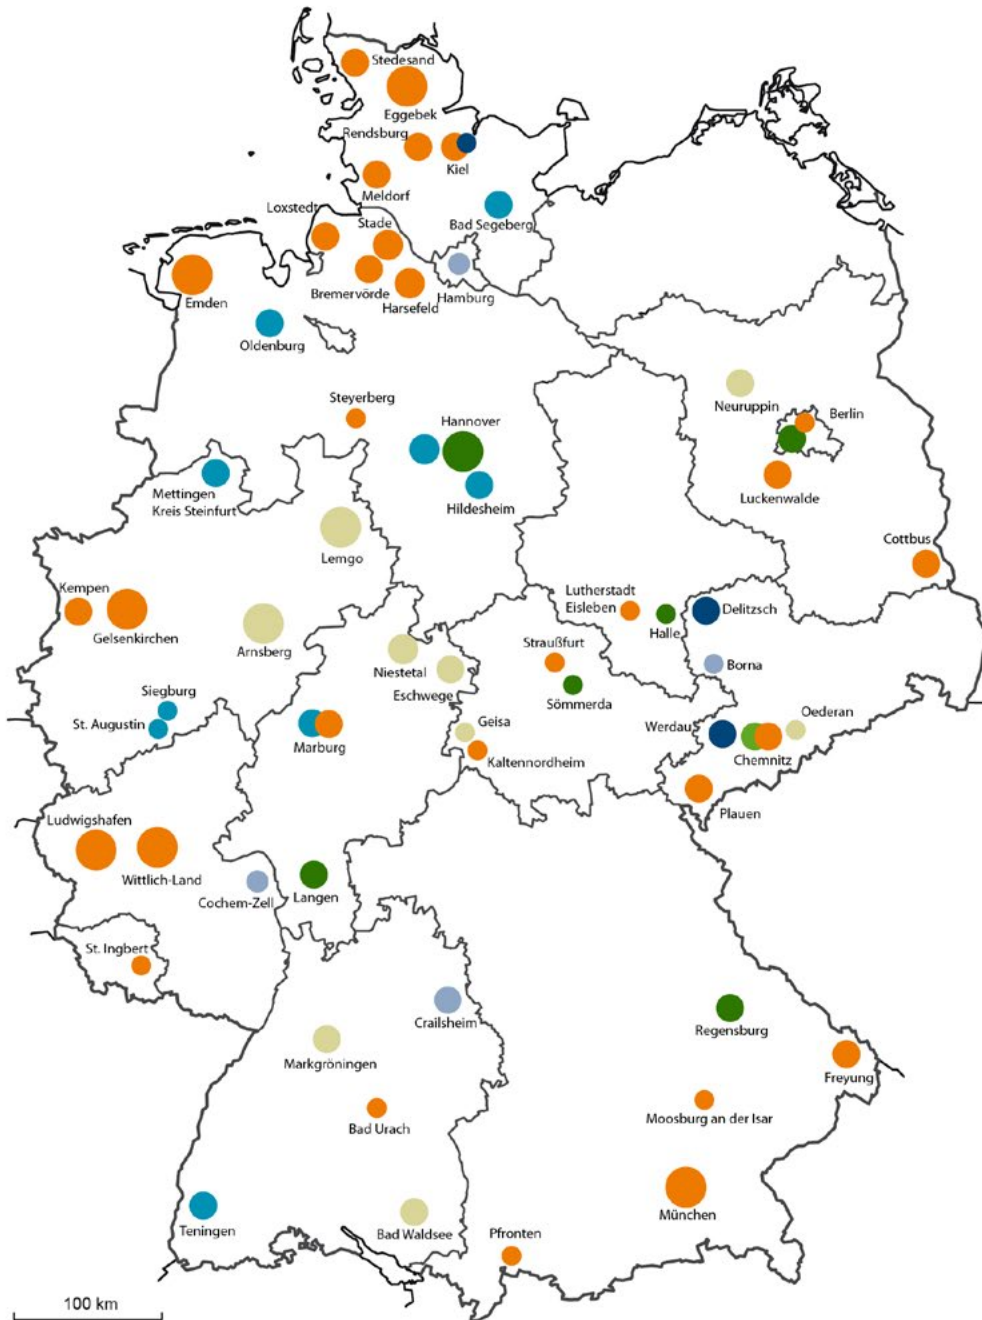 Stedesand
Eggebek
Rendsburg
Kiel
Meldorf
Bad Segeberg
Loxstedt
Stade
Hamburg
Bremervörde
Harsefeld
Emden
Oldenburg
Steyerberg
Hannover
Hildesheim
Neuruppin
Berlin
Luckenwalde
Mettingen
Kreis Steinfurt
Lemgo
Cottbus
Kempen
Gelsenkirchen
Arnsberg
Lutherstadt
Eisleben
Halle
Delitzsch
Niestetal
Eschwege
Straußfurt
Sömmerda
Borna
Siegburg
St. Augustin
Marburg
Geisa
Kaltennordheim
Werdau
Oederan
Chemnitz
Plauen
Ludwigshafen
Wittlich-Land
Cochem-Zell
Langen
St. Ingbert
Crailsheim
Regensburg
Markgröningen
Freyung
Bad Urach
Moosburg an der Isar
München
Teningen
Bad Waldsee
Pfronten
100 km